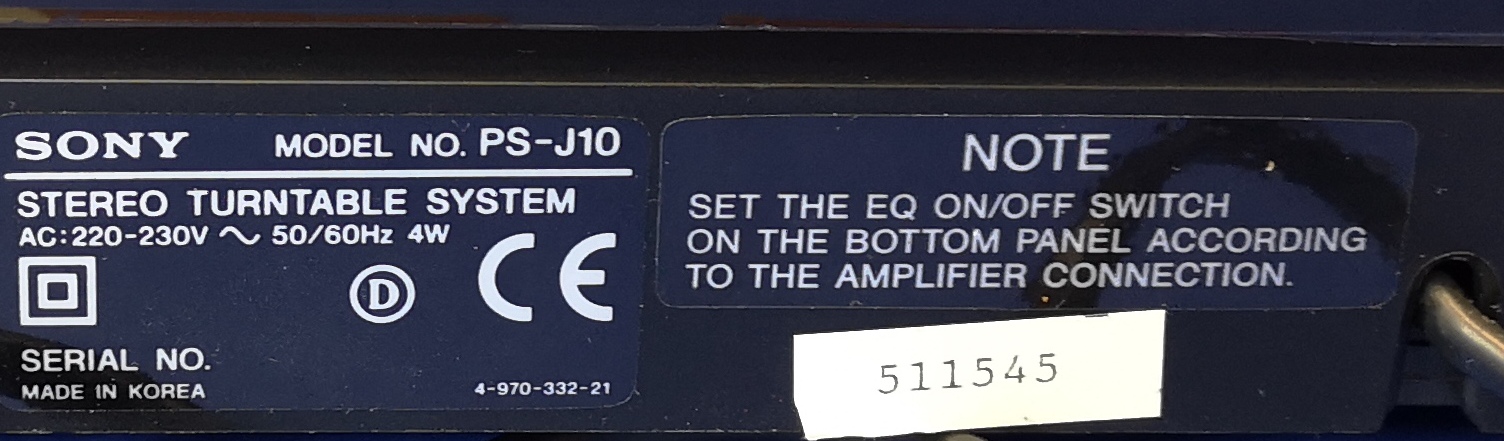 SONY MODEL NO. PS-J10
STEREO TURNTABLE SYSTEM
AC:220-230V ~ 50/60Hz 4W
D CE
SERIAL NO.
MADE IN KOREA 4-970-332-21
NOTE
SET THE EQ ON/OFF SWITCH
ON THE BOTTOM PANEL ACCORDING
TO THE AMPLIFIER CONNECTION.
511545